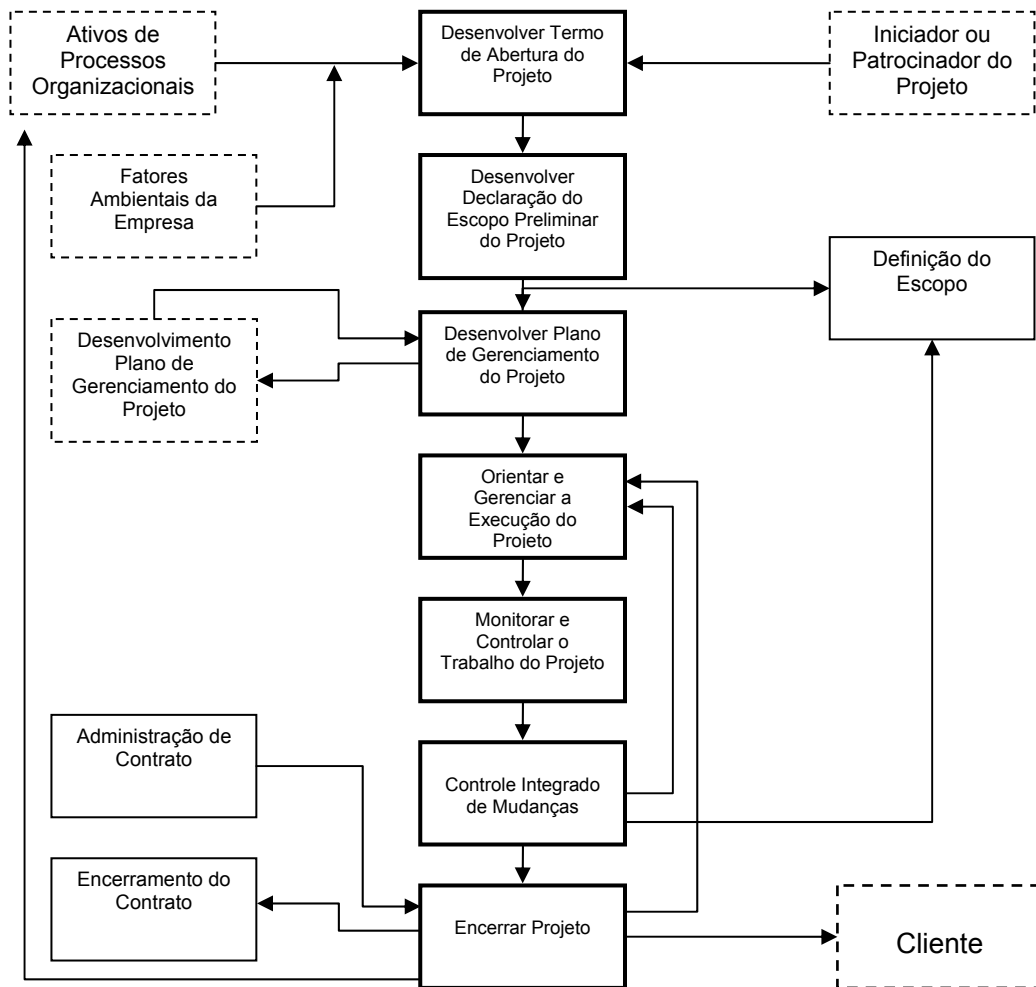 Ativos de
Processos
Organizacionais
Desenvolver Termo
de Abertura do
Projeto
Iniciador ou
Patrocinador do
Projeto
Fatores
Ambientais da
Empresa
Desenvolver
Declaração do
Escopo Preliminar
do Projeto
Definição do
Escopo
Desenvolvimento
Plano de
Gerenciamento do
Projeto
Desenvolver Plano
de Gerenciamento
do Projeto
Orientar e
Gerenciar a
Execução do
Projeto
Monitorar e
Controlar o
Trabalho do Projeto
Administração de
Contrato
Controle Integrado
de Mudanças
Encerramento do
Contrato
Encerrar Projeto
Cliente